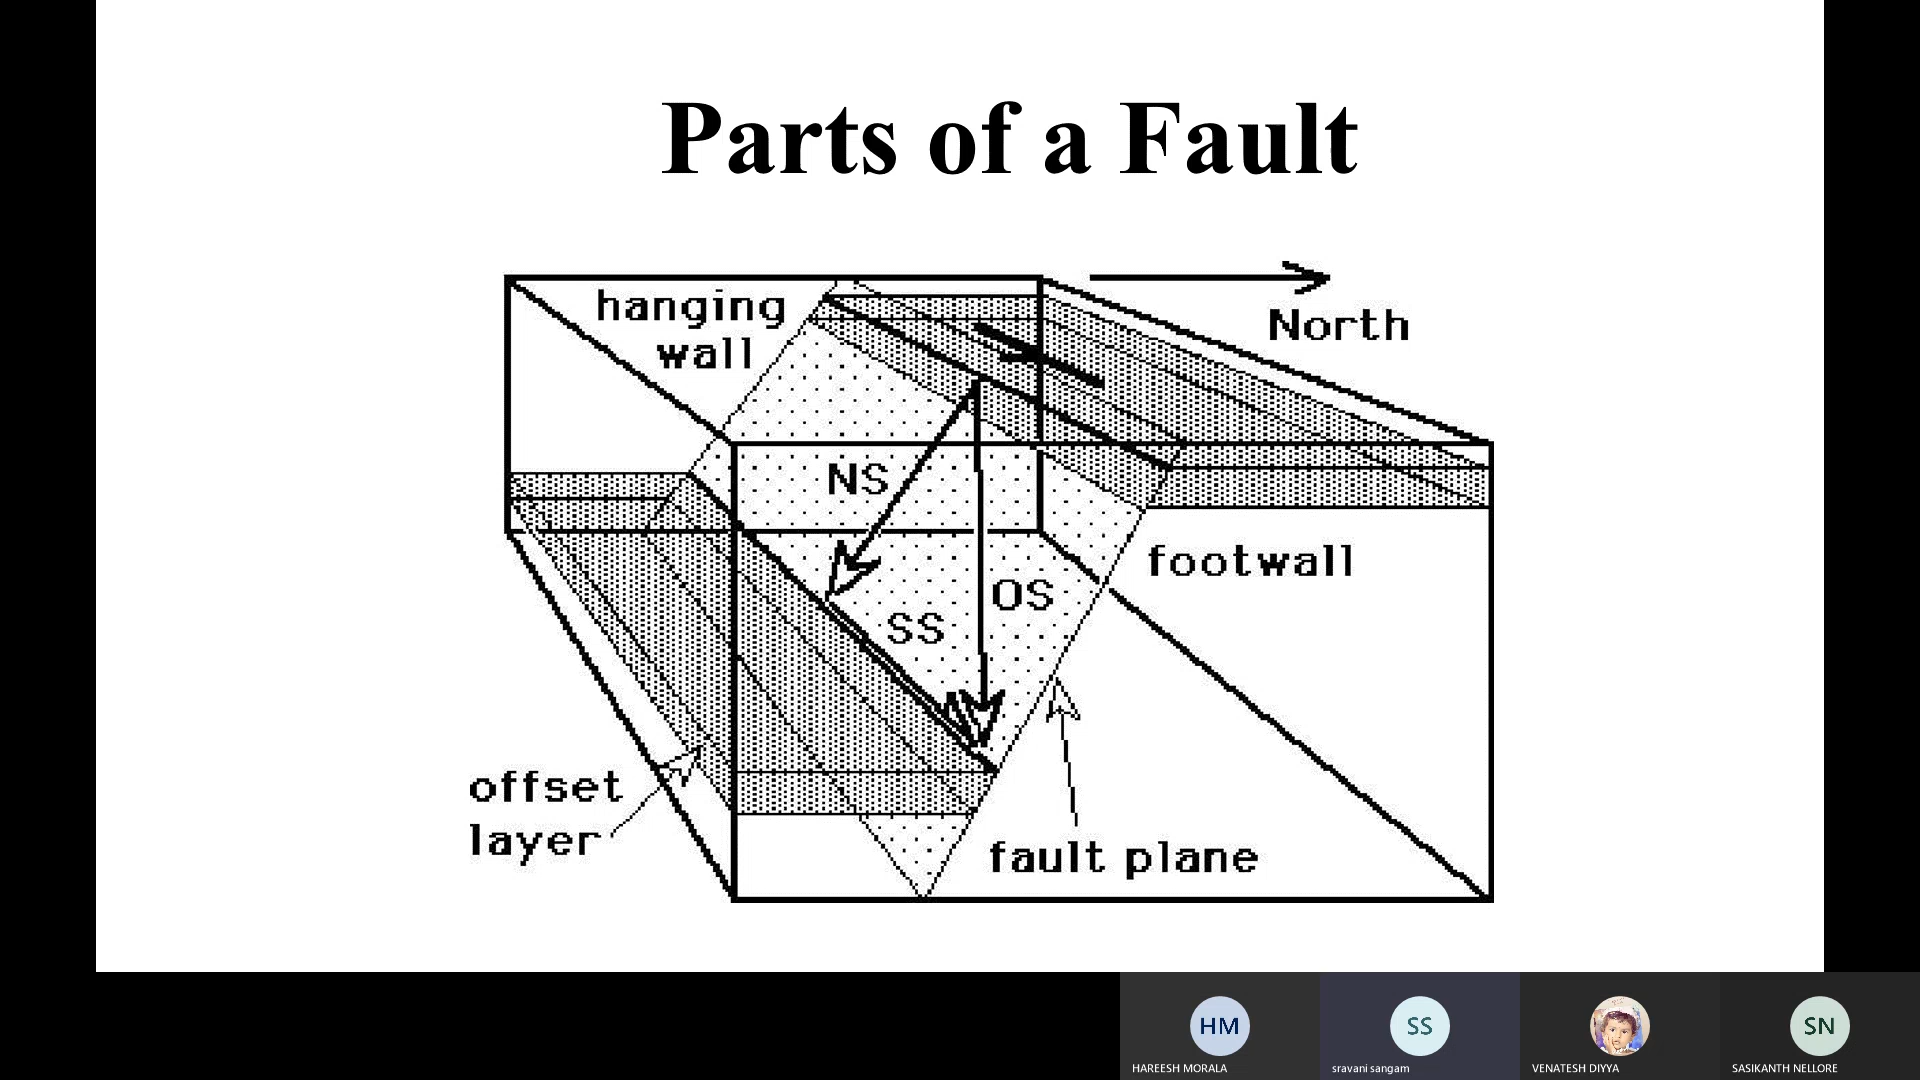 Parts of a Fault
hanging
wall
North
NS
footwall
OS
SS
offset
layer
fault plane
HM
SS
SN
HAREESH MORALA
sravani sangam
VENATESH DIYYA
SASIKANTH NELLORE